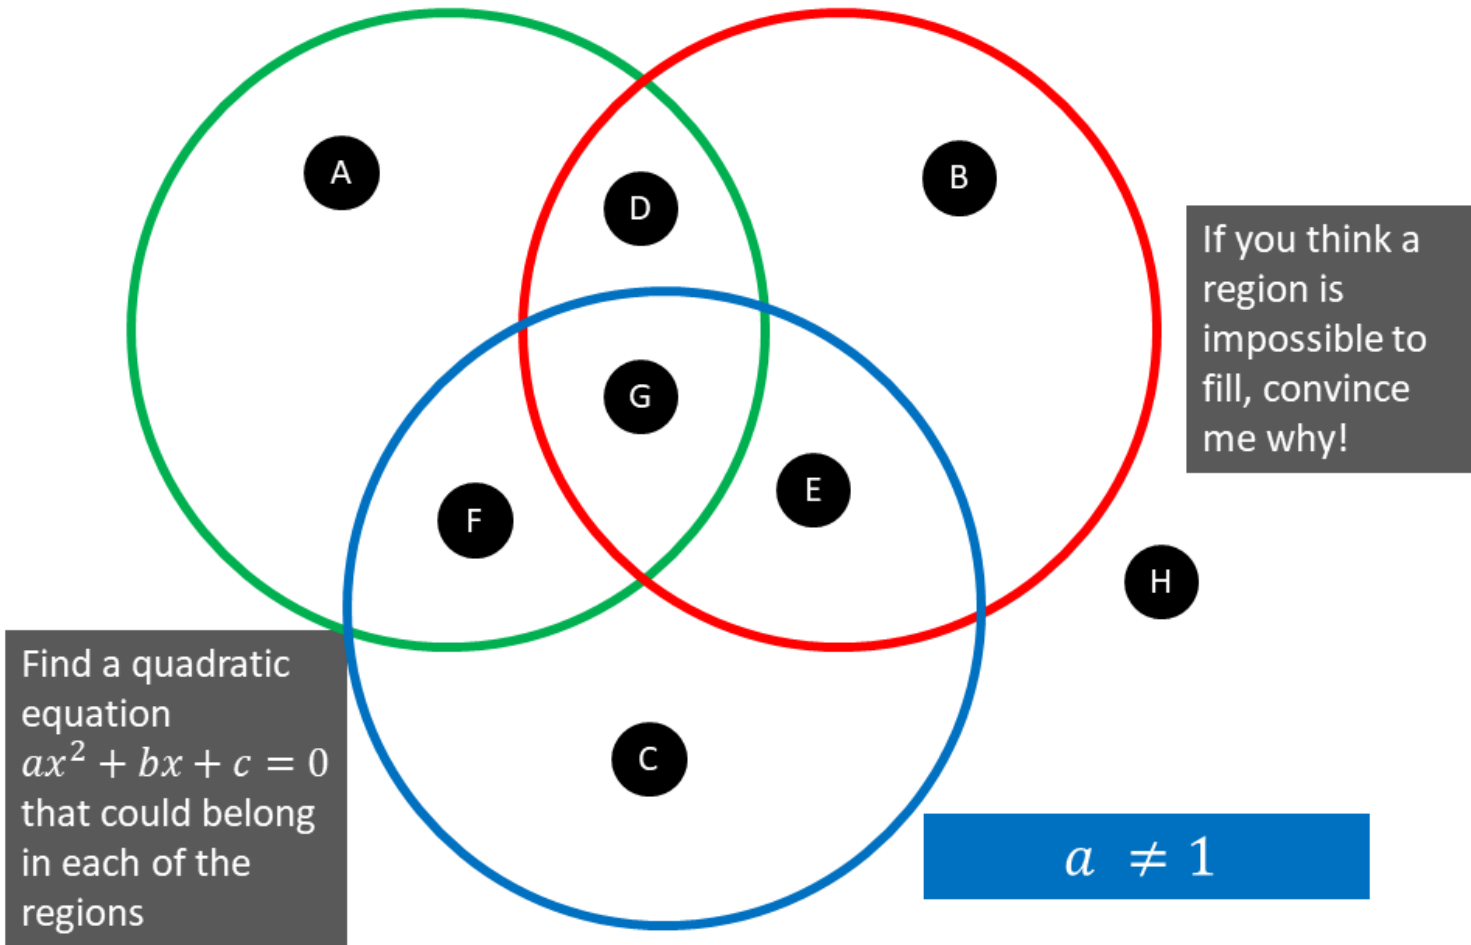 A
B
D
If you think a
region is
impossible to
fill, convince
me why!
G
E
F
H
Find a quadratic
equation
𝑎𝑥² + 𝑏𝑥 + 𝑐 = 0
that could belong
in each of the
regions
C
𝑎 ≠ 1